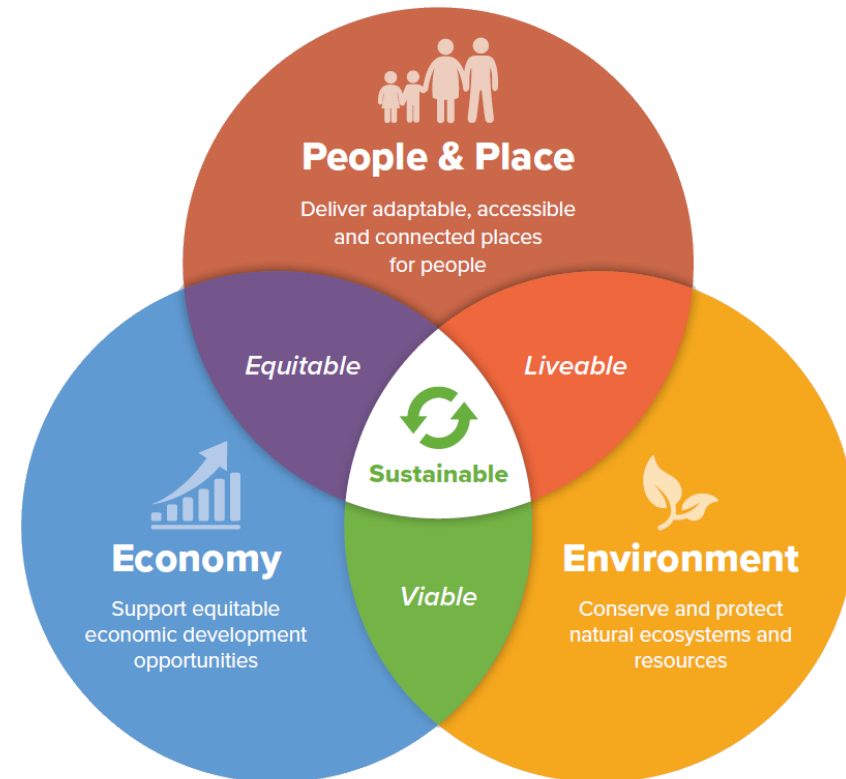 People & Place
Deliver adaptable, accessible
and connected places
for people
Equitable
Liveable
Sustainable
Economy
Support equitable
economic development
opportunities
Viable
Environment
Conserve and protect
natural ecosystems and
resources